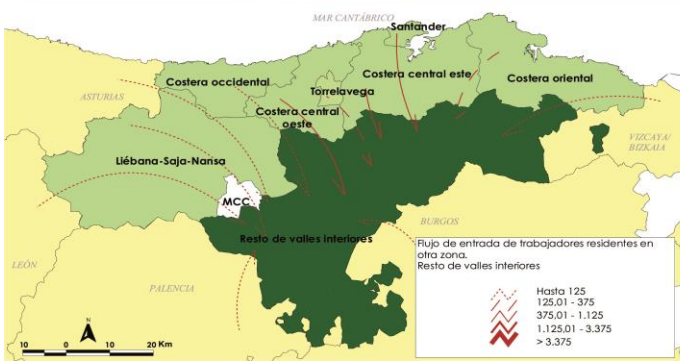 MAR CANTÁBRICO
Santander
Costera occidental
Costera central este
Costera oriental
ASTURIAS
Torrelavega
Costera central
oeste
VIZCAYA/
BIZKAIA
Liébana-Saja-Nansa
MCC
BURGOS
Resto de valles interiores
LEÓN
PALENCIA
Flujo de entrada de trabajadores residentes en
otra zona.
Resto de valles interiores
Hasta 125
125,01 - 375
375,01 - 1.125
1.125,01 - 3.375
> 3.375
N
10 0 10 20 Km